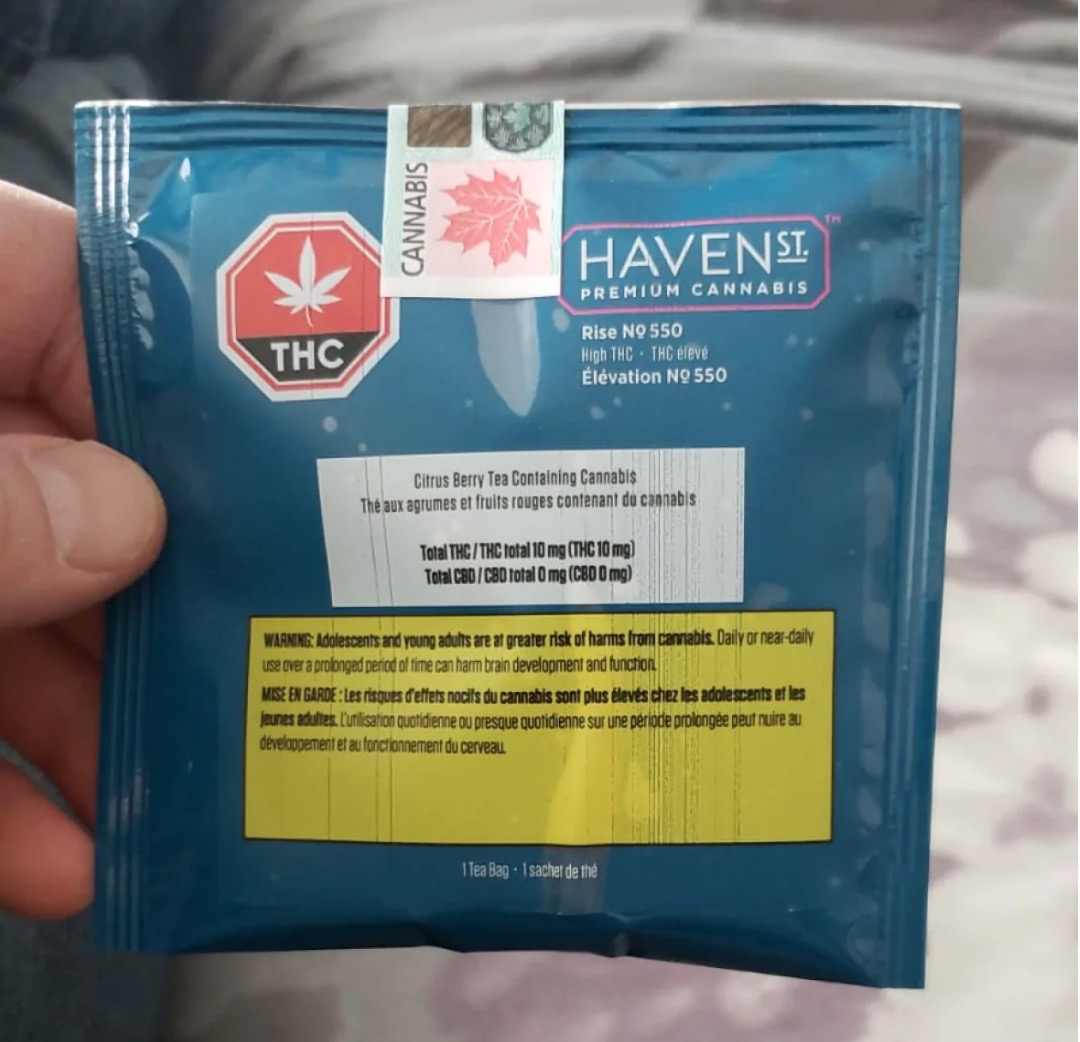 CANNABIS
THC
HAVEN ST.™
PREMIUM CANNABIS
Rise Nº 550
High THC · THC élevé
Élévation Nº 550
Citrus Berry Tea Containing Cannabis
Thé aux agrumes et fruits rouges contenant du cannabis
Total THC / THC total 10 mg (THC 10 mg)
Total CBD / CBD total 0 mg (CBD 0 mg)
WARNING: Adolescents and young adults are at greater risk of harms from cannabis. Daily or near-daily
use over a prolonged period of time can harm brain development and function.
MISE EN GARDE : Les risques d'effets nocifs du cannabis sont plus élevés chez les adolescents et les
jeunes adultes. L'utilisation quotidienne ou presque quotidienne sur une période prolongée peut nuire au
développement et au fonctionnement du cerveau.
1 Tea Bag · 1 sachet de thé